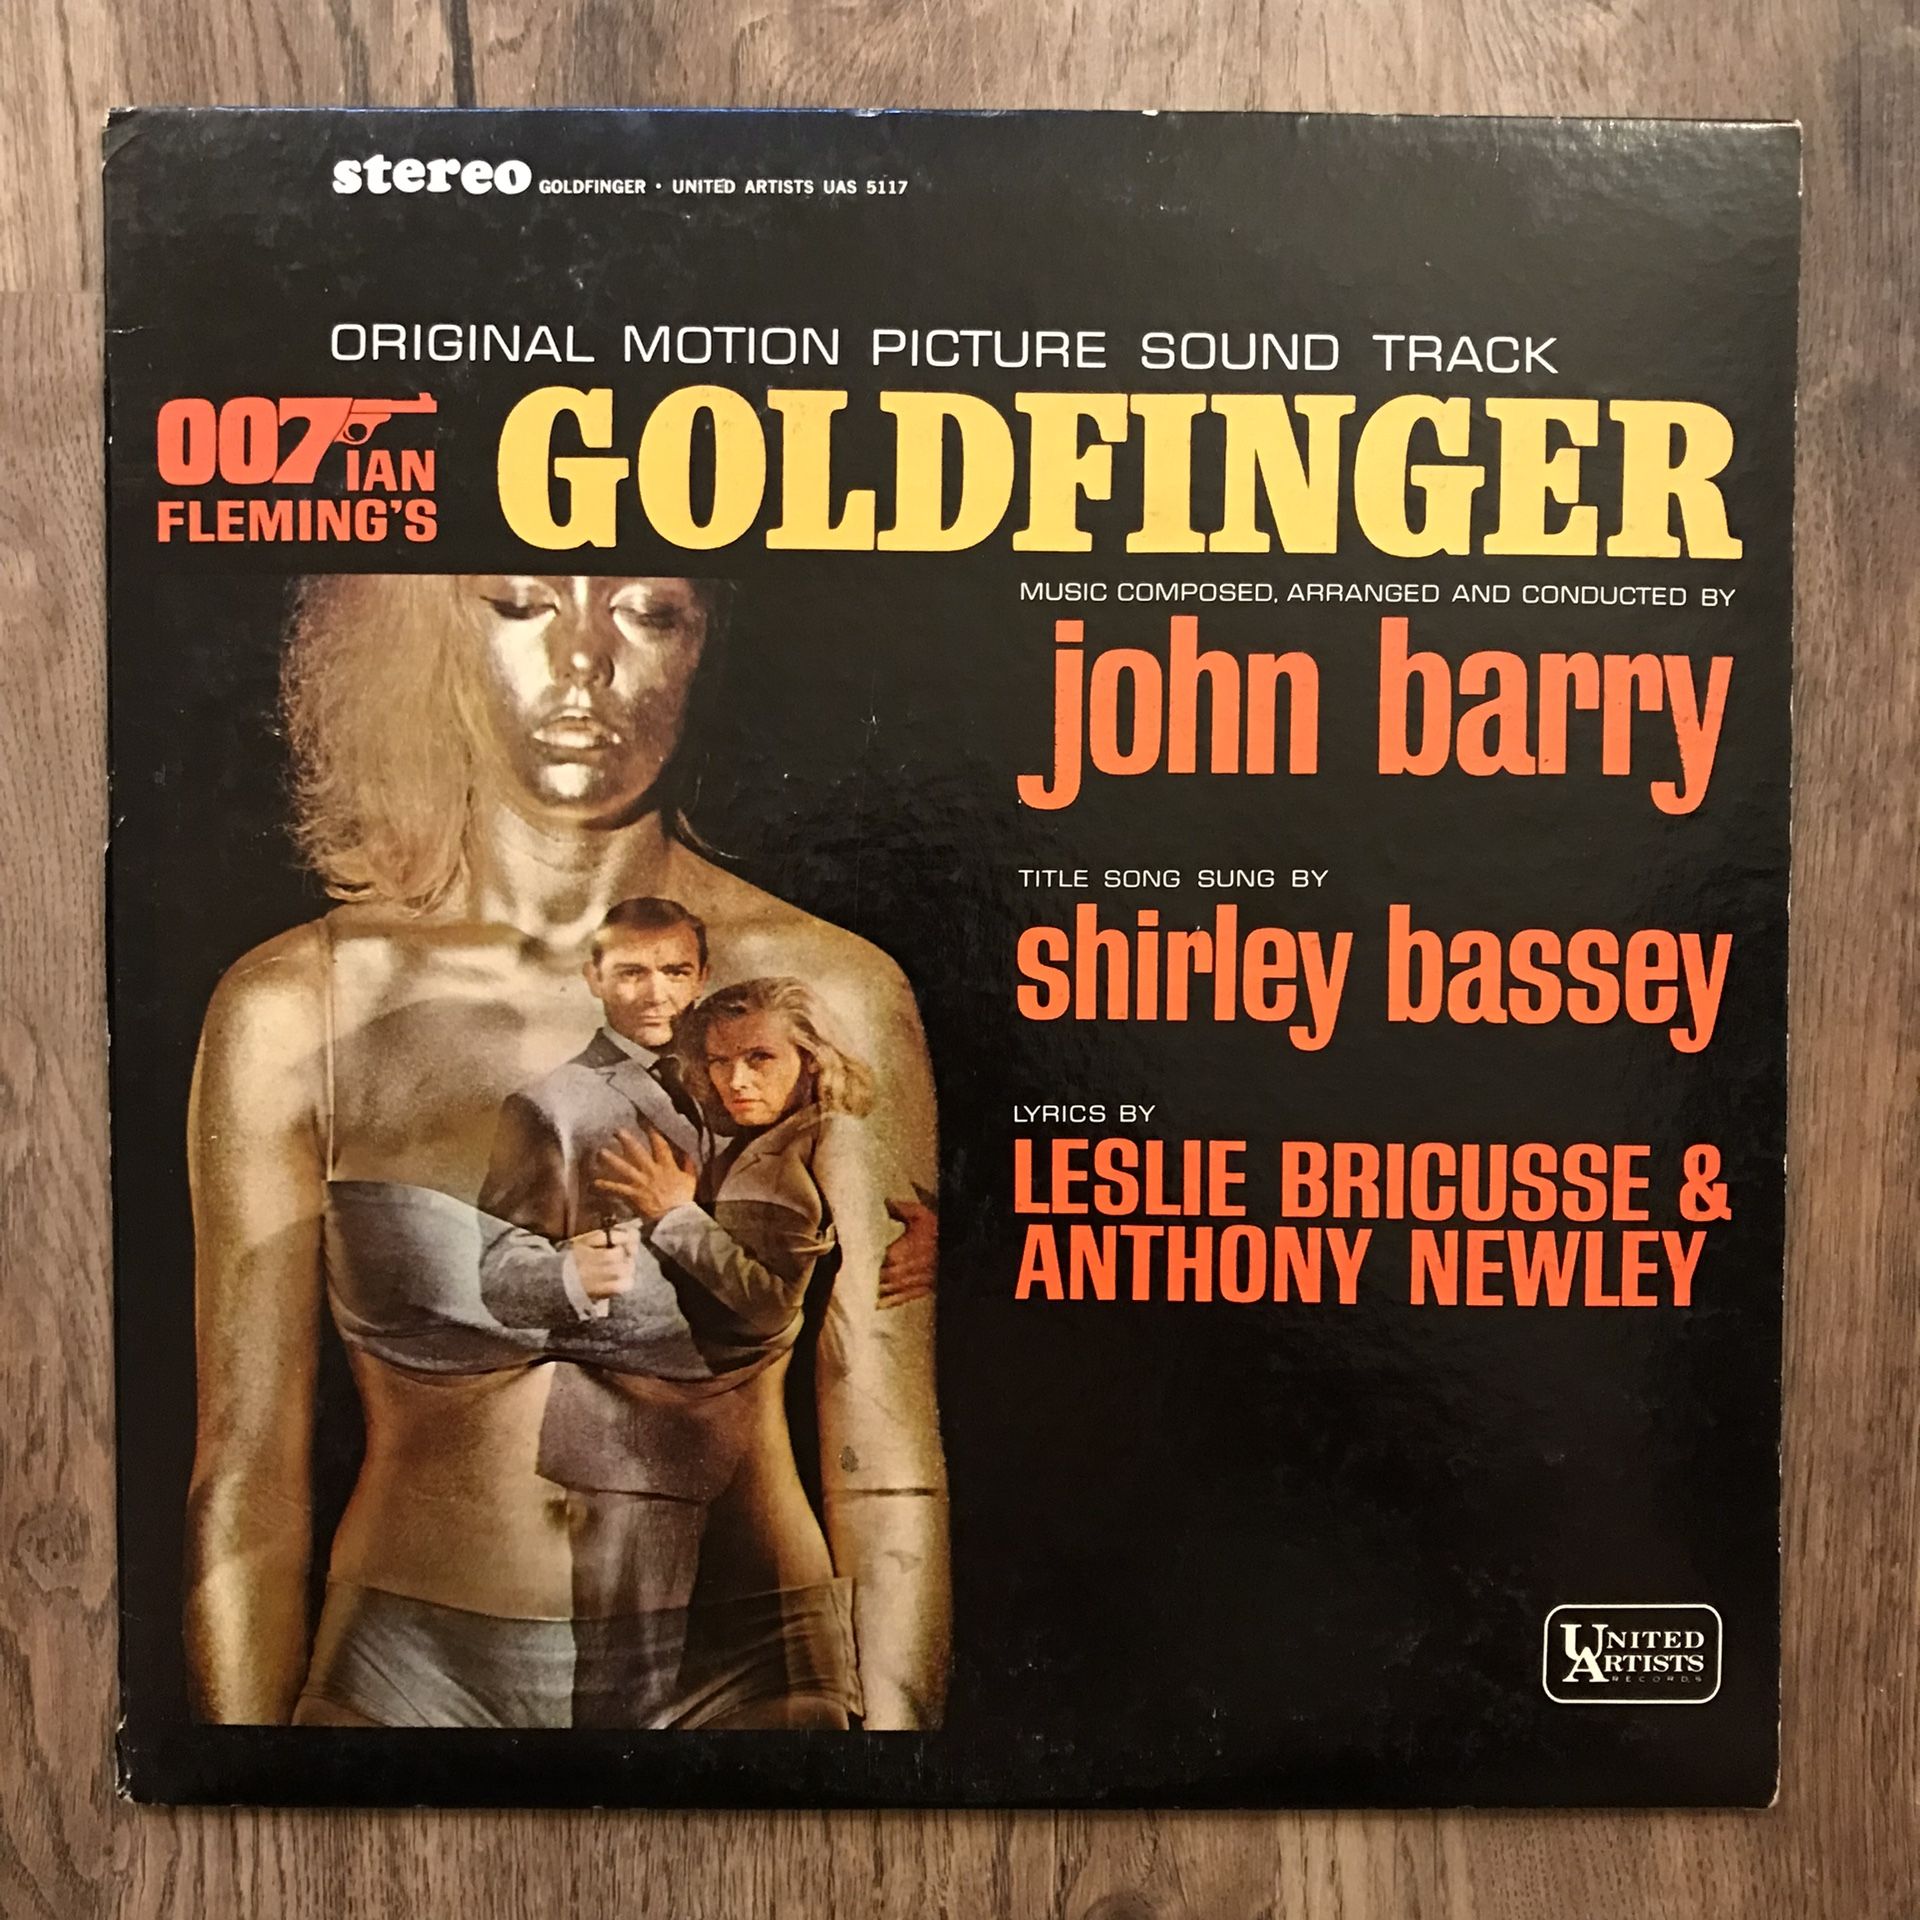 stereo GOLDFINGER • UNITED ARTISTS UAS 5117
ORIGINAL MOTION PICTURE SOUND TRACK
007 IAN
FLEMING'S
GOLDFINGER
MUSIC COMPOSED, ARRANGED AND CONDUCTED BY
john barry
TITLE SONG SUNG BY
shirley bassey
LYRICS BY
LESLIE BRICUSSE &
ANTHONY NEWLEY
UNITED
ARTISTS
RECORDS